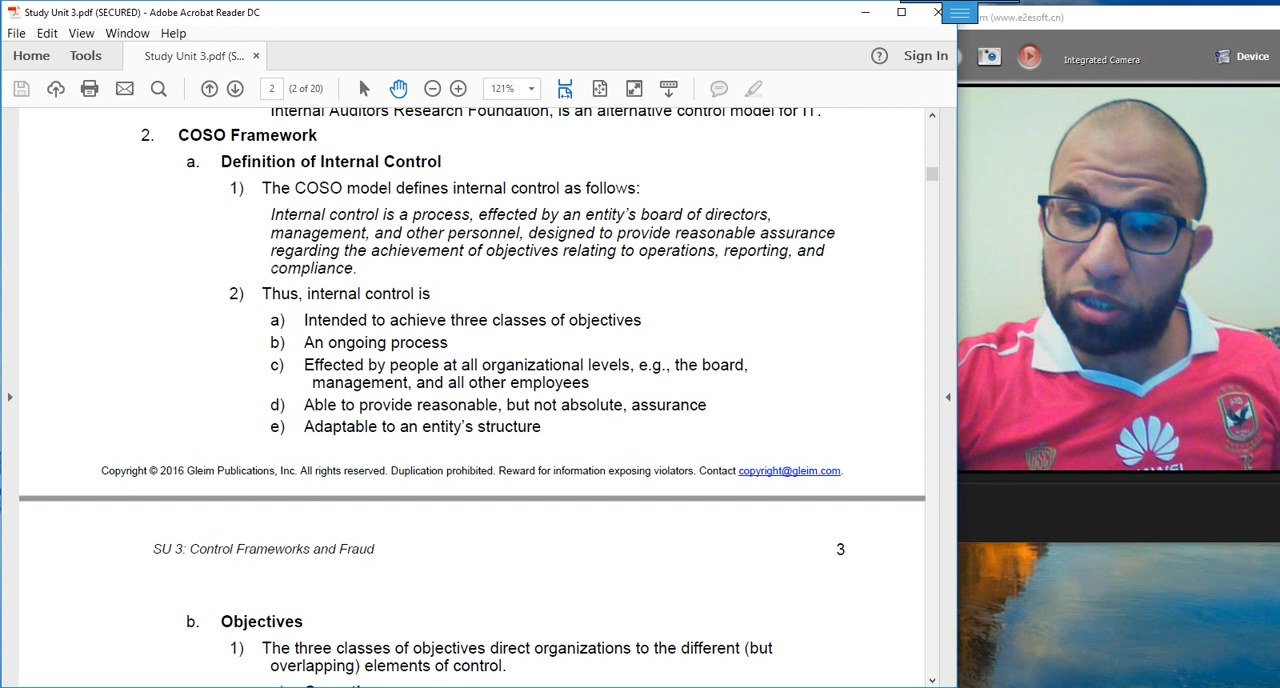 Study Unit 3.pdf (SECURED) - Adobe Acrobat Reader DC
m (www.e2esoft.cn)
File Edit View Window Help
Home Tools Study Unit 3.pdf (S... × Sign In
Integrated Camera Device
2 (2 of 20) 121%
Internal Auditors Research Foundation, is an alternative control model for IT.
2. COSO Framework
a. Definition of Internal Control
1) The COSO model defines internal control as follows:
Internal control is a process, effected by an entity's board of directors,
management, and other personnel, designed to provide reasonable assurance
regarding the achievement of objectives relating to operations, reporting, and
compliance.
2) Thus, internal control is
a) Intended to achieve three classes of objectives
b) An ongoing process
c) Effected by people at all organizational levels, e.g., the board,
management, and all other employees
d) Able to provide reasonable, but not absolute, assurance
e) Adaptable to an entity's structure
Copyright © 2016 Gleim Publications, Inc. All rights reserved. Duplication prohibited. Reward for information exposing violators. Contact copyright@gleim.com.
SU 3: Control Frameworks and Fraud 3
b. Objectives
1) The three classes of objectives direct organizations to the different (but
overlapping) elements of control.